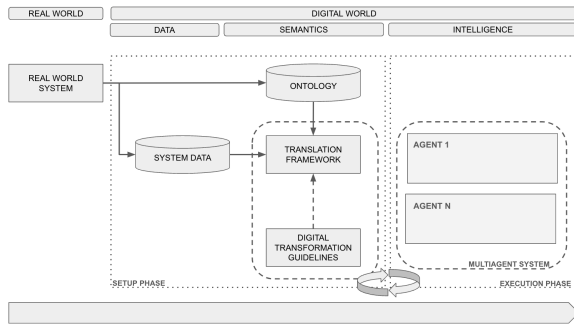 REAL WORLD
DIGITAL WORLD
DATA
SEMANTICS
INTELLIGENCE
REAL WORLD
SYSTEM
ONTOLOGY
SYSTEM DATA
TRANSLATION
FRAMEWORK
AGENT 1
AGENT N
DIGITAL
TRANSFORMATION
GUIDELINES
MULTIAGENT SYSTEM
SETUP PHASE
EXECUTION PHASE